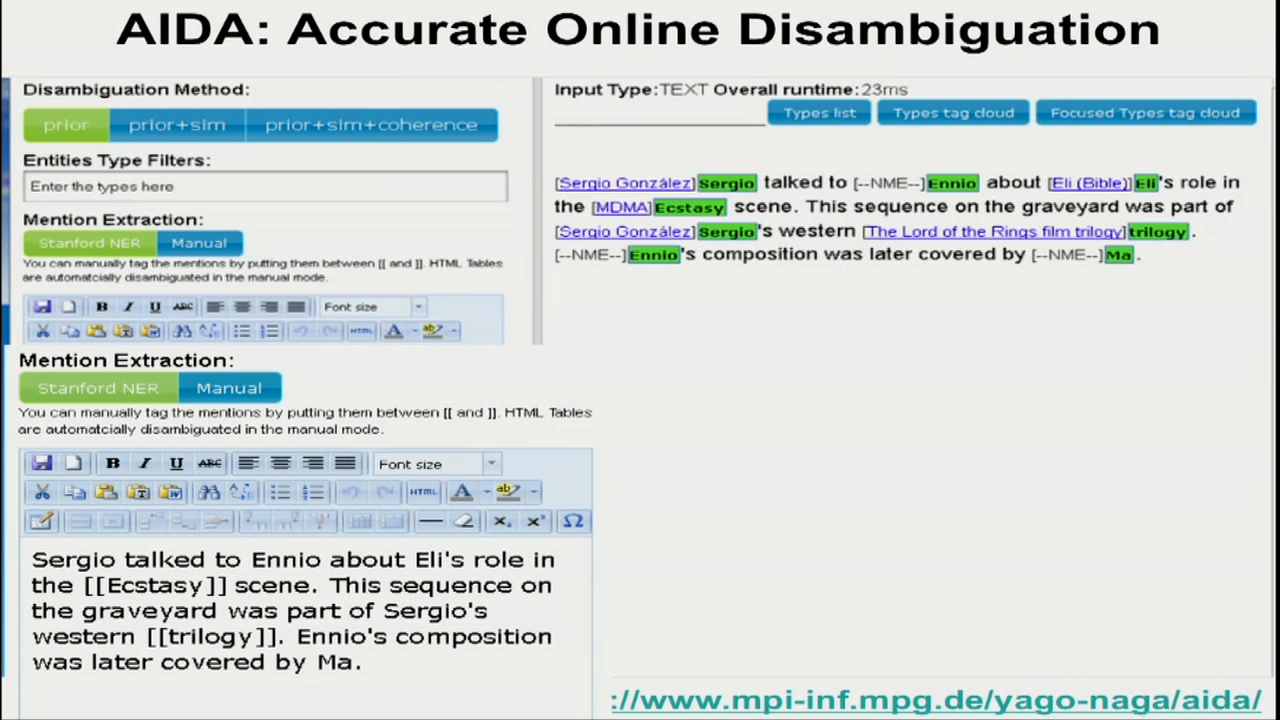 AIDA: Accurate Online Disambiguation
Disambiguation Method:
prior prior+sim prior+sim+coherence
Entities Type Filters:
Enter the types here
Mention Extraction:
Stanford NER Manual
You can manually tag the mentions by putting them between [[ and ]]. HTML Tables
are automatcially disambiguated in the manual mode.
B I U ABC Font size
HTML A ab
Input Type:TEXT Overall runtime:23ms
Types list Types tag cloud Focused Types tag cloud
[Sergio González]Sergio talked to [--NME--]Ennio about [Eli (Bible)]Eli's role in
the [MDMA]Ecstasy scene. This sequence on the graveyard was part of
[Sergio González]Sergio's western [The Lord of the Rings film trilogy]trilogy.
[--NME--]Ennio's composition was later covered by [--NME--]Ma.
Mention Extraction:
Stanford NER Manual
You can manually tag the mentions by putting them between [[ and ]]. HTML Tables
are automatcially disambiguated in the manual mode.
B I U ABC Font size
HTML A ab
x₂ x² Ω
Sergio talked to Ennio about Eli's role in
the [[Ecstasy]] scene. This sequence on
the graveyard was part of Sergio's
western [[trilogy]]. Ennio's composition
was later covered by Ma.
://www.mpi-inf.mpg.de/yago-naga/aida/